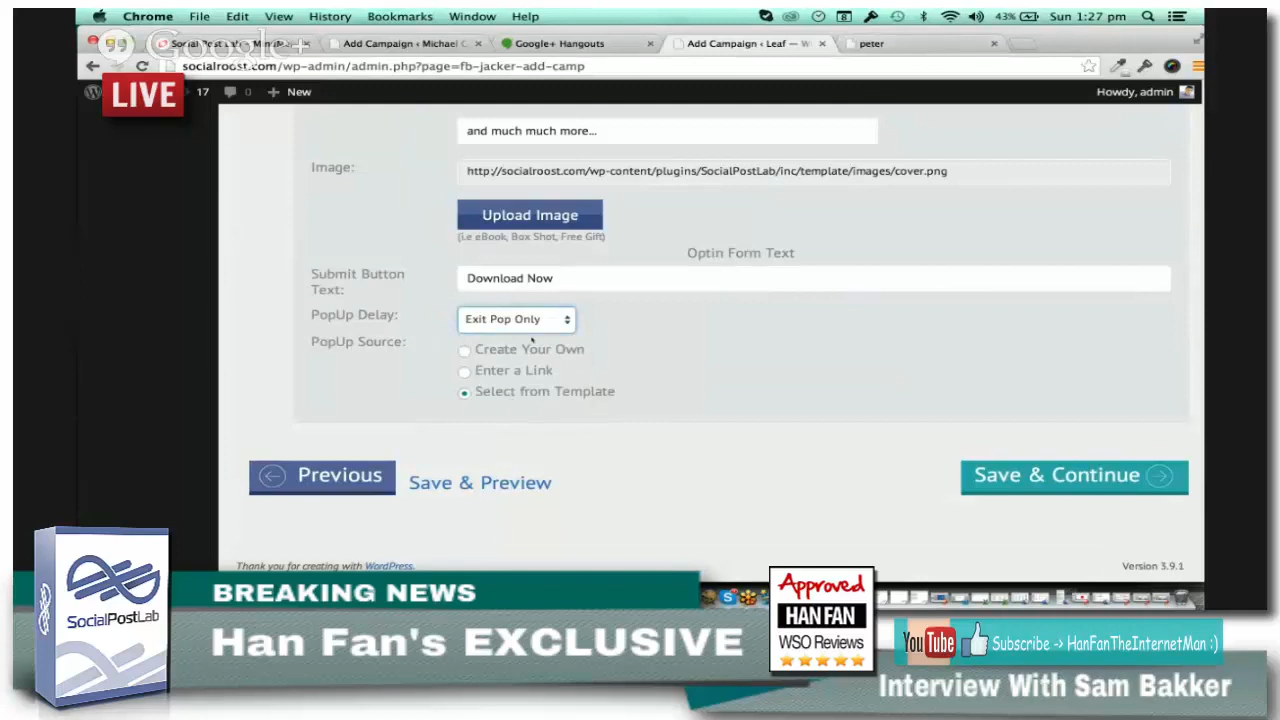 Chrome File Edit View History Bookmarks Window Help 43% Sun 1:27 pm
Google+
Add Campaign ‹ Michael C Google+ Hangouts Add Campaign ‹ Leaf — W peter
socialroost.com/wp-admin/admin.php?page=fb-jacker-add-camp
LIVE
17 0 New Howdy, admin
and much much more...
Image:
http://socialroost.com/wp-content/plugins/SocialPostLab/inc/template/images/cover.png
Upload Image
(i.e eBook, Box Shot, Free Gift)
Optin Form Text
Submit Button
Text:
Download Now
PopUp Delay:
Exit Pop Only
PopUp Source:
Create Your Own
Enter a Link
Select from Template
Previous
Save & Preview
Save & Continue
Thank you for creating with WordPress.
Version 3.9.1
SocialPostLab
BREAKING NEWS
Han Fan's EXCLUSIVE
Approved
HAN FAN
WSO Reviews
YouTube
Subscribe -> HanFanTheInternetMan :)
Interview With Sam Bakker